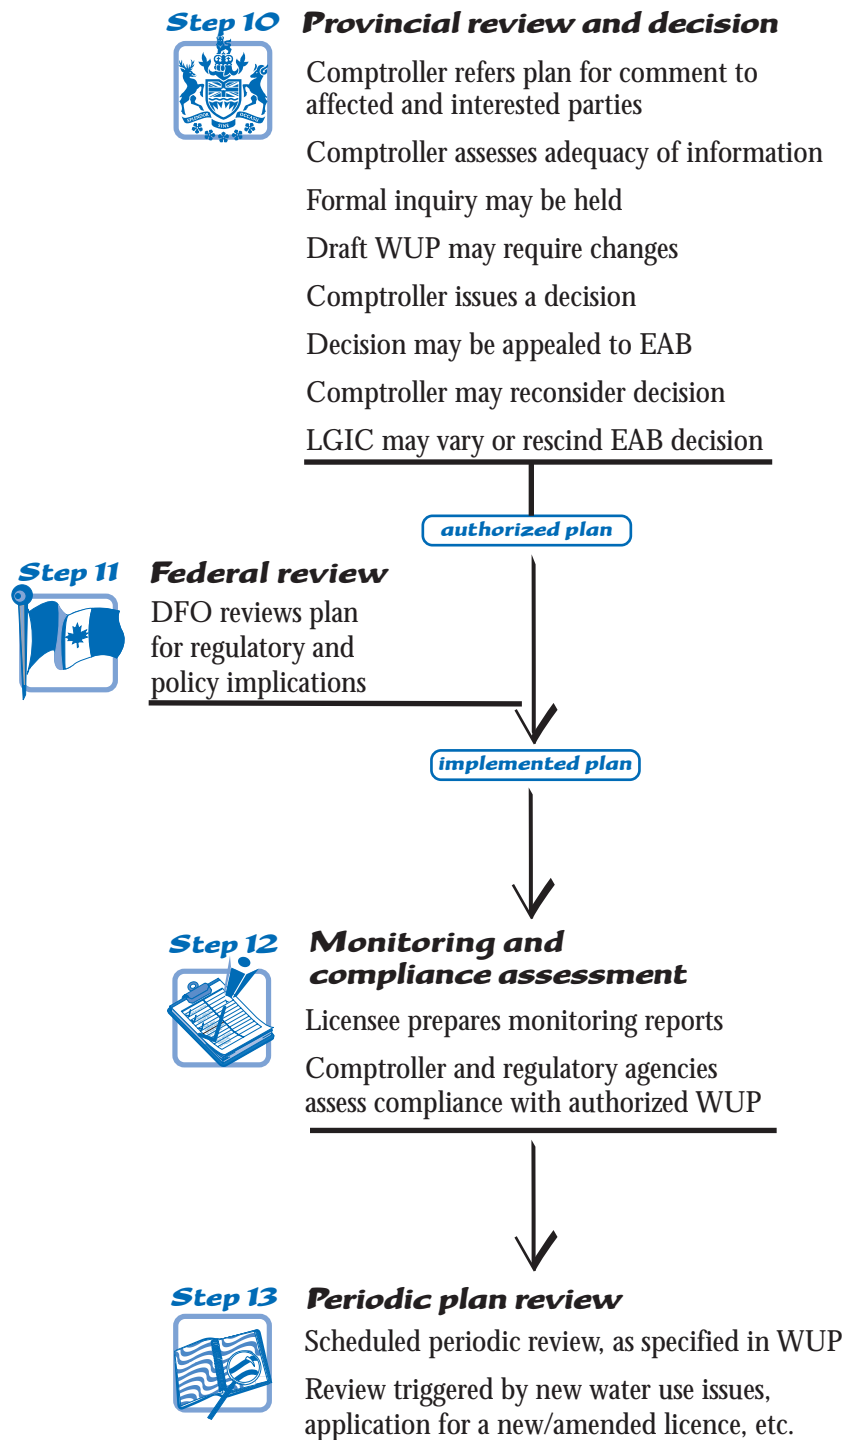 Step 10 Provincial review and decision
Comptroller refers plan for comment to
affected and interested parties
Comptroller assesses adequacy of information
Formal inquiry may be held
Draft WUP may require changes
Comptroller issues a decision
Decision may be appealed to EAB
Comptroller may reconsider decision
LGIC may vary or rescind EAB decision
authorized plan
Step 11 Federal review
DFO reviews plan
for regulatory and
policy implications
implemented plan
Step 12 Monitoring and
compliance assessment
Licensee prepares monitoring reports
Comptroller and regulatory agencies
assess compliance with authorized WUP
Step 13 Periodic plan review
Scheduled periodic review, as specified in WUP
Review triggered by new water use issues,
application for a new/amended licence, etc.